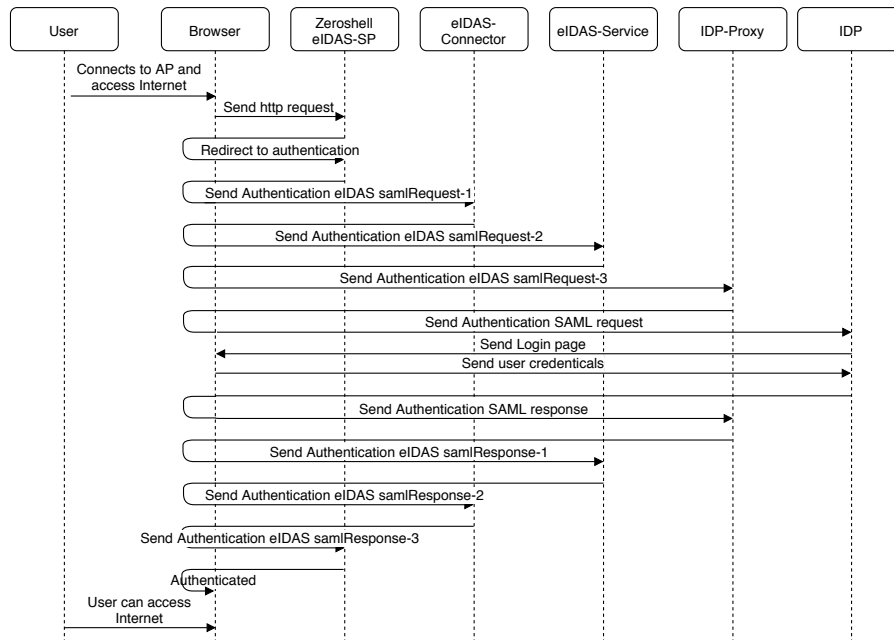 User
Browser
Zeroshell
eIDAS-SP
eIDAS-
Connector
eIDAS-Service
IDP-Proxy
IDP
Connects to AP and
access Internet
Send http request
Redirect to authentication
Send Authentication eIDAS samlRequest-1
Send Authentication eIDAS samlRequest-2
Send Authentication eIDAS samlRequest-3
Send Authentication SAML request
Send Login page
Send user credenticals
Send Authentication SAML response
Send Authentication eIDAS samlResponse-1
Send Authentication eIDAS samlResponse-2
Send Authentication eIDAS samlResponse-3
Authenticated
User can access
Internet